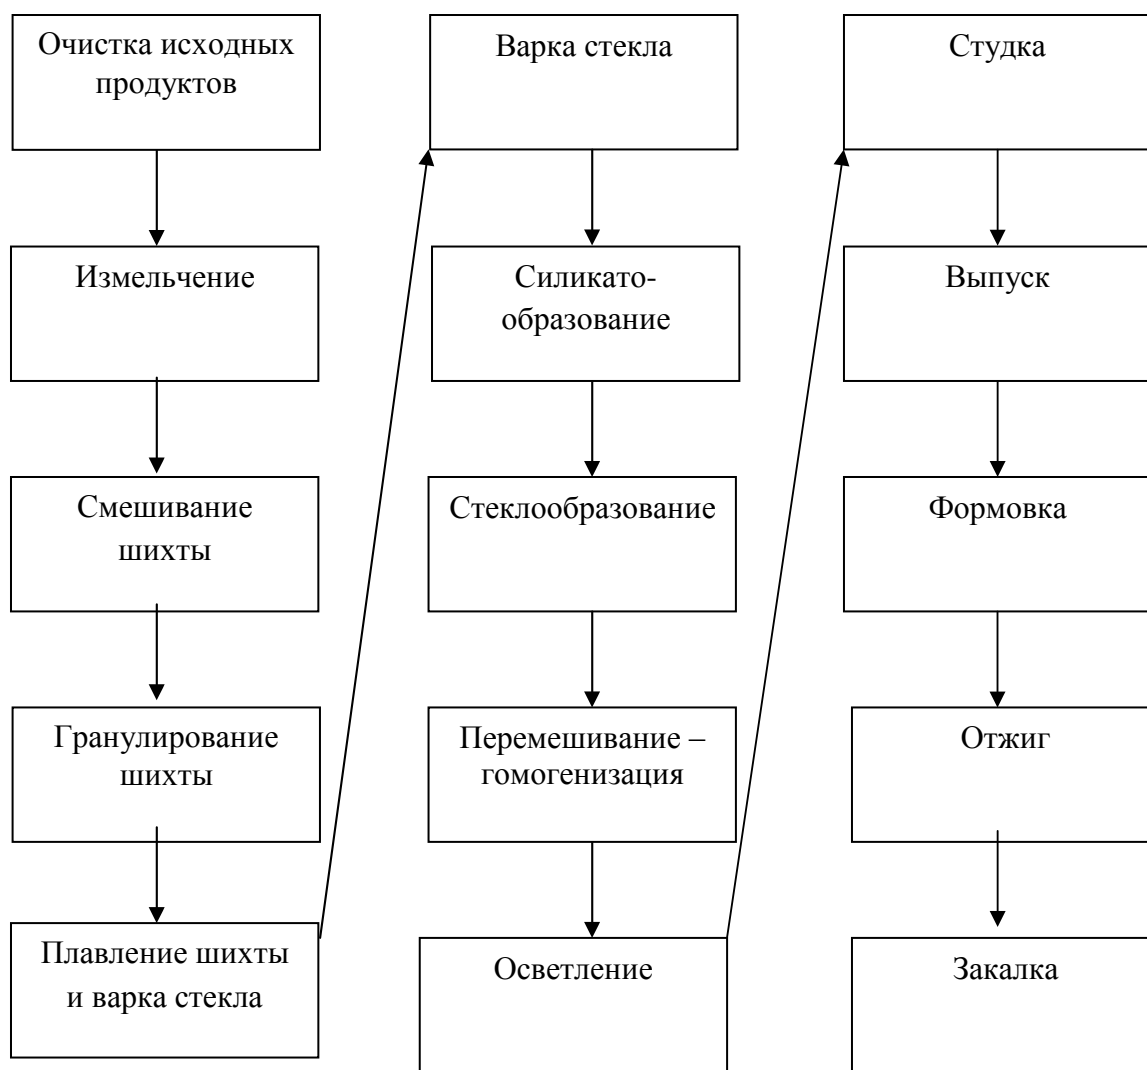 Очистка исходных
продуктов
Измельчение
Смешивание
шихты
Гранулирование
шихты
Плавление шихты
и варка стекла
Варка стекла
Силикато-
образование
Стеклообразование
Перемешивание –
гомогенизация
Осветление
Студка
Выпуск
Формовка
Отжиг
Закалка